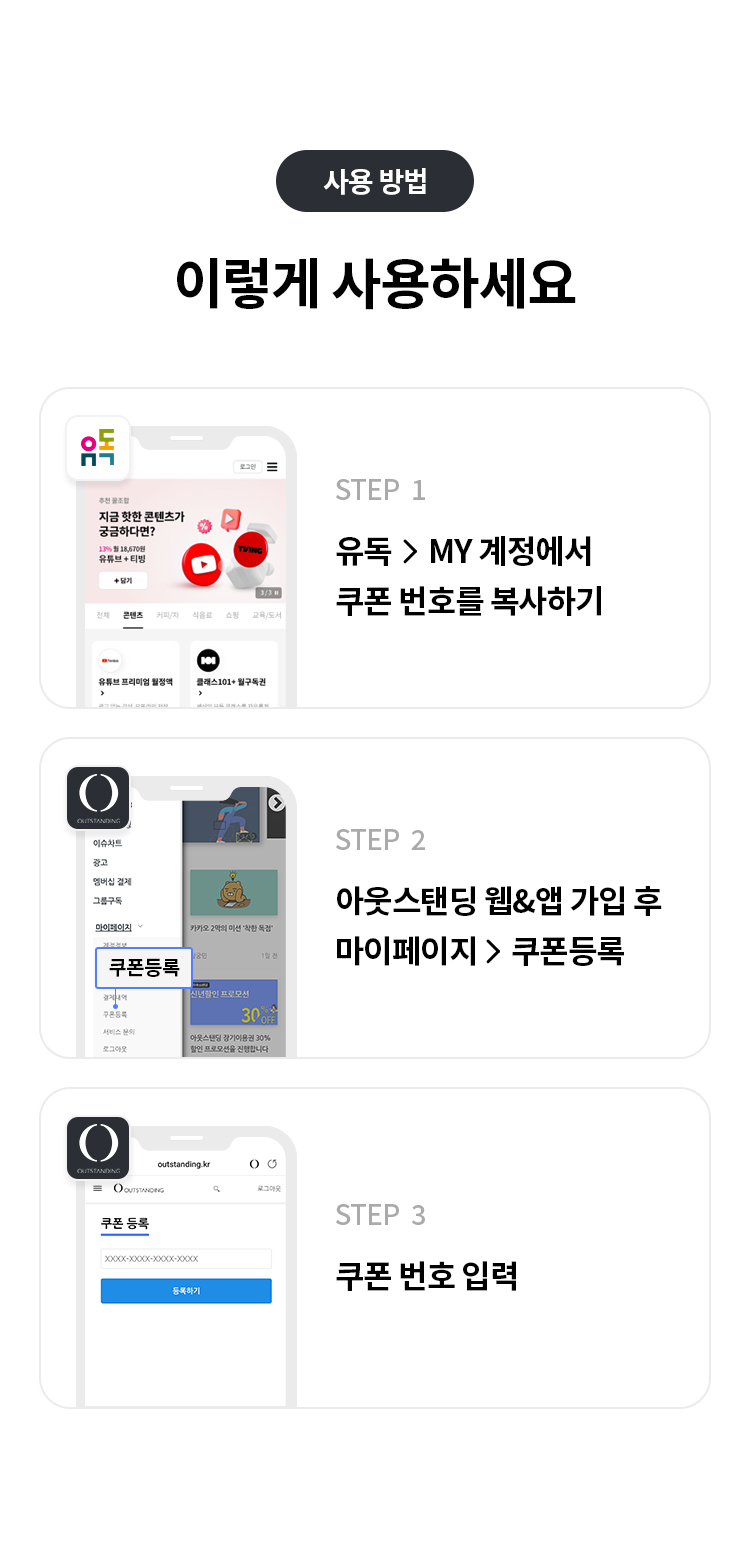 사용 방법
이렇게 사용하세요
유독
로그인
추천 꿀조합
지금 핫한 콘텐츠가
궁금하다면?
13% 월 18,670원
유튜브 + 티빙
+ 담기
TVING
3 / 3
전체 콘텐츠 커피/차 식음료 쇼핑 교육/도서
유튜브 프리미엄 월정액
>
클래스101+ 월구독권
>
STEP 1
유독 > MY 계정에서
쿠폰 번호를 복사하기
OUTSTANDING
이슈차트
광고
멤버십 결제
그룹구독
마이페이지
쿠폰등록
결제내역
쿠폰등록
서비스 문의
로그아웃
카카오 2막의 미션 '착한 독점'
1일 전
신년할인 프로모션
30% OFF
아웃스탠딩 장기이용권 30%
할인 프로모션을 진행합니다
STEP 2
아웃스탠딩 웹&앱 가입 후
마이페이지 > 쿠폰등록
OUTSTANDING
outstanding.kr
OUTSTANDING
로그아웃
쿠폰 등록
XXXX-XXXX-XXXX-XXXX
등록하기
STEP 3
쿠폰 번호 입력